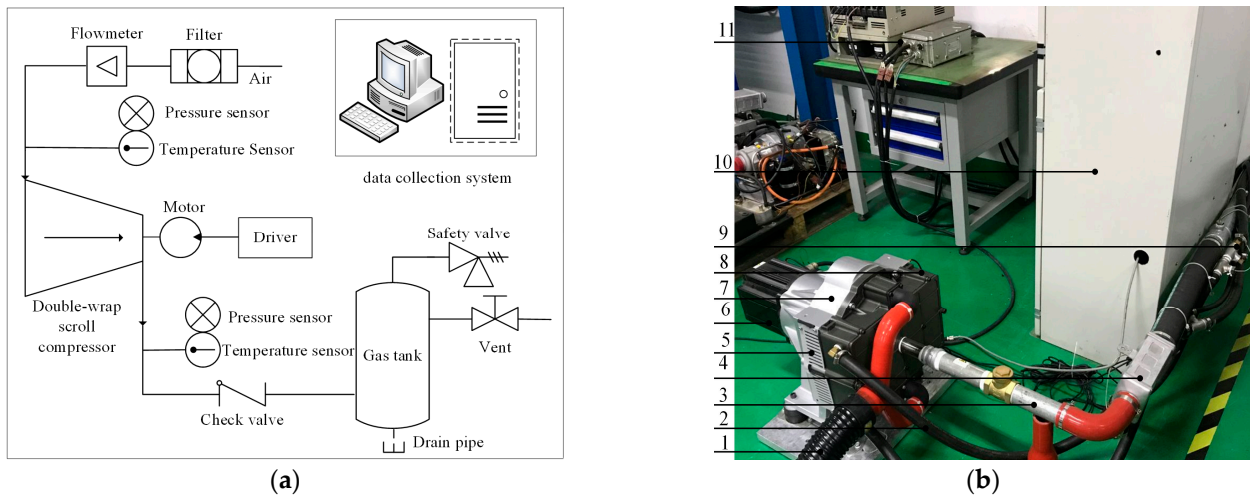 Flowmeter
Filter
Air
Pressure sensor
Temperature Sensor
data collection system
Motor
Driver
Safety valve
Double-wrap
scroll
compressor
Pressure sensor
Temperature sensor
Gas tank
Vent
Check valve
Drain pipe
(a)
11
10
9
8
7
6
5
4
3
2
1
(b)